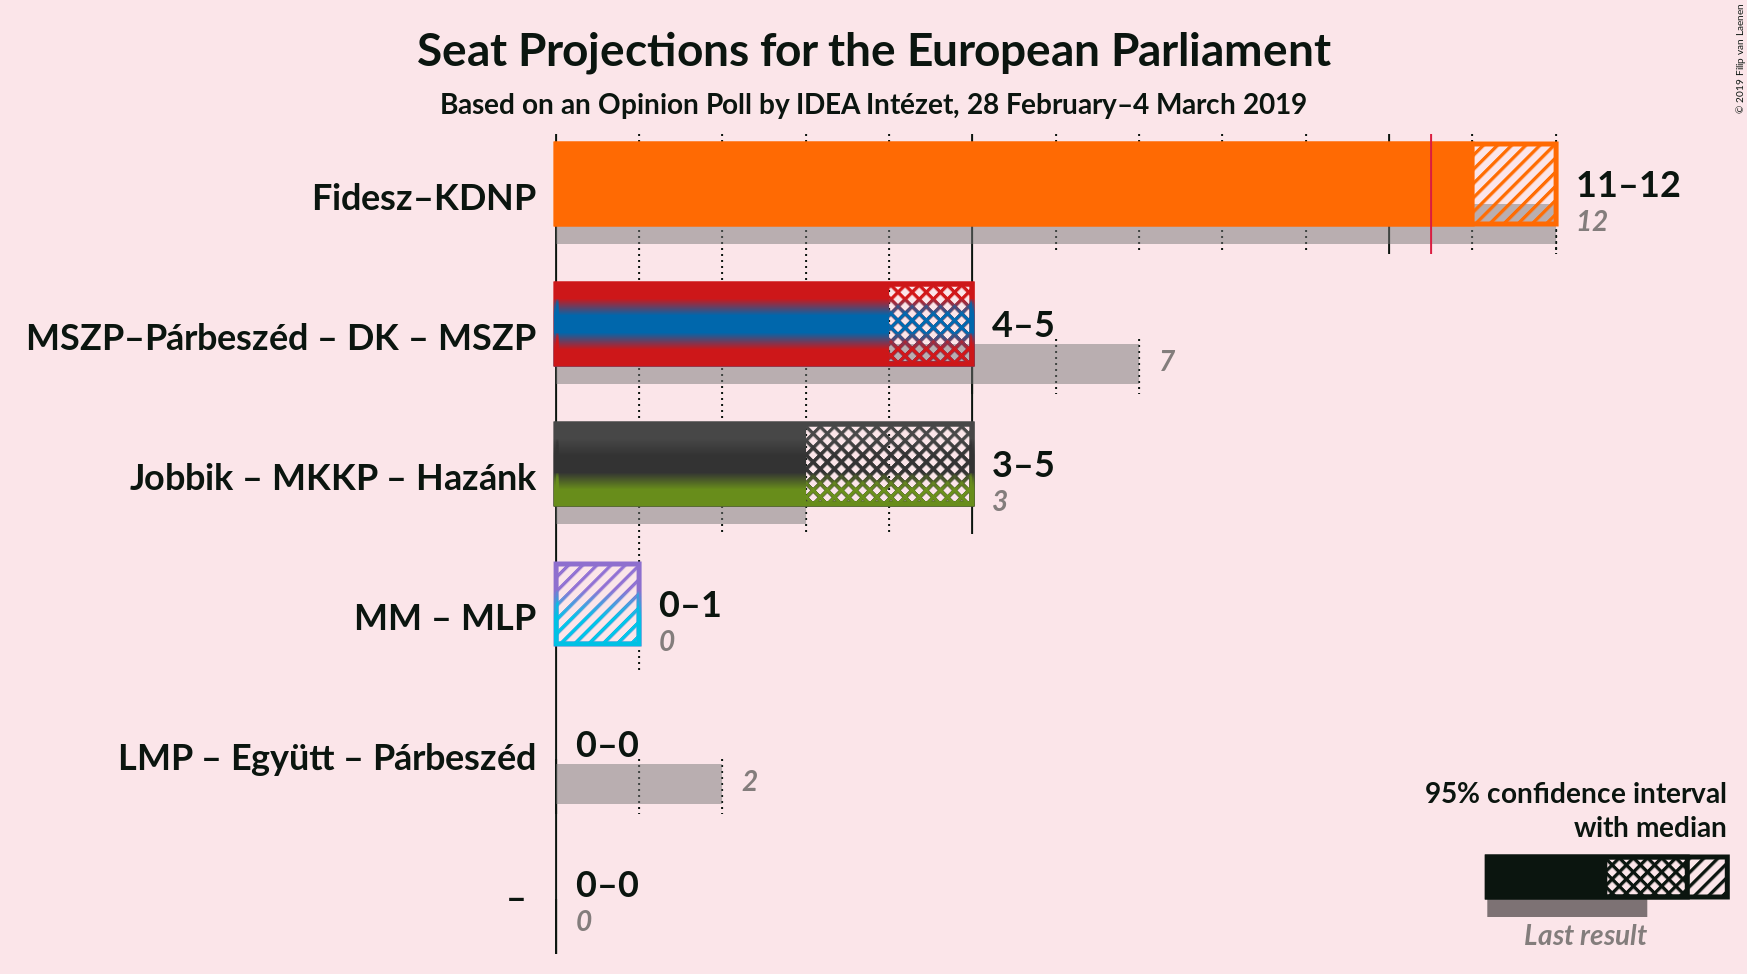 Seat Projections for the European Parliament
Based on an Opinion Poll by IDEA Intézet, 28 February–4 March 2019
© 2019 Filip van Laenen
Fidesz–KDNP
11–12
12
MSZP–Párbeszéd – DK – MSZP
4–5
7
Jobbik – MKKP – Hazánk
3–5
3
MM – MLP
0–1
0
LMP – Együtt – Párbeszéd
0–0
2
–
0–0
0
95% confidence interval
with median
Last result